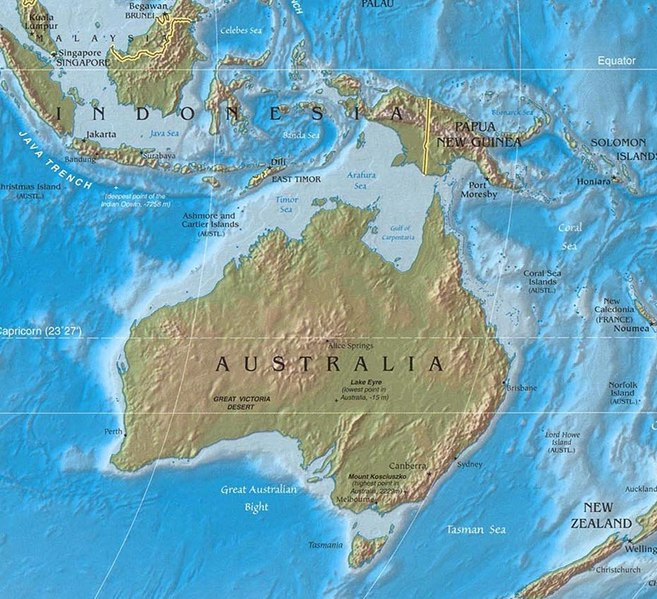 PALAU
Begawan
BRUNEI
Kuala
Lumpur
MALAYSI
Celebes Sea
Singapore
SINGAPORE
Equator
INDONESIA
Bismarck Sea
PAPUA
NEW GUINEA
Jakarta
Java Sea
Banda Sea
SOLOMON
ISLANDS
JAVA TRENCH
Bandung
Surabaya
Dili
EAST TIMOR
Arafura
Sea
Port
Moresby
Honiara
hristmas Island
(AUSTL.)
(deepest point of the
Indian Ocean, -7258 m)
Timor
Sea
Ashmore and
Cartier Islands
(AUSTL.)
Gulf of
Carpentaria
Coral
Sea
Coral Sea
Islands
(AUSTL.)
New
Caledonia
(FRANCE)
Noumea
Capricorn (23°27')
Alice Springs
AUSTRALIA
Lake Eyre
(lowest point in
Australia, -15 m)
GREAT VICTORIA
DESERT
Brisbane
Norfolk
Island
(AUSTL.)
Perth
Lord Howe
Island
(AUSTL.)
Canberra
Sydney
Mount Kosciuszko
(highest point in
Australia, 2229 m)
Melbourne
Great Australian
Bight
Auckland
NEW
ZEALAND
Tasman Sea
Tasmania
Welling
Christchurch